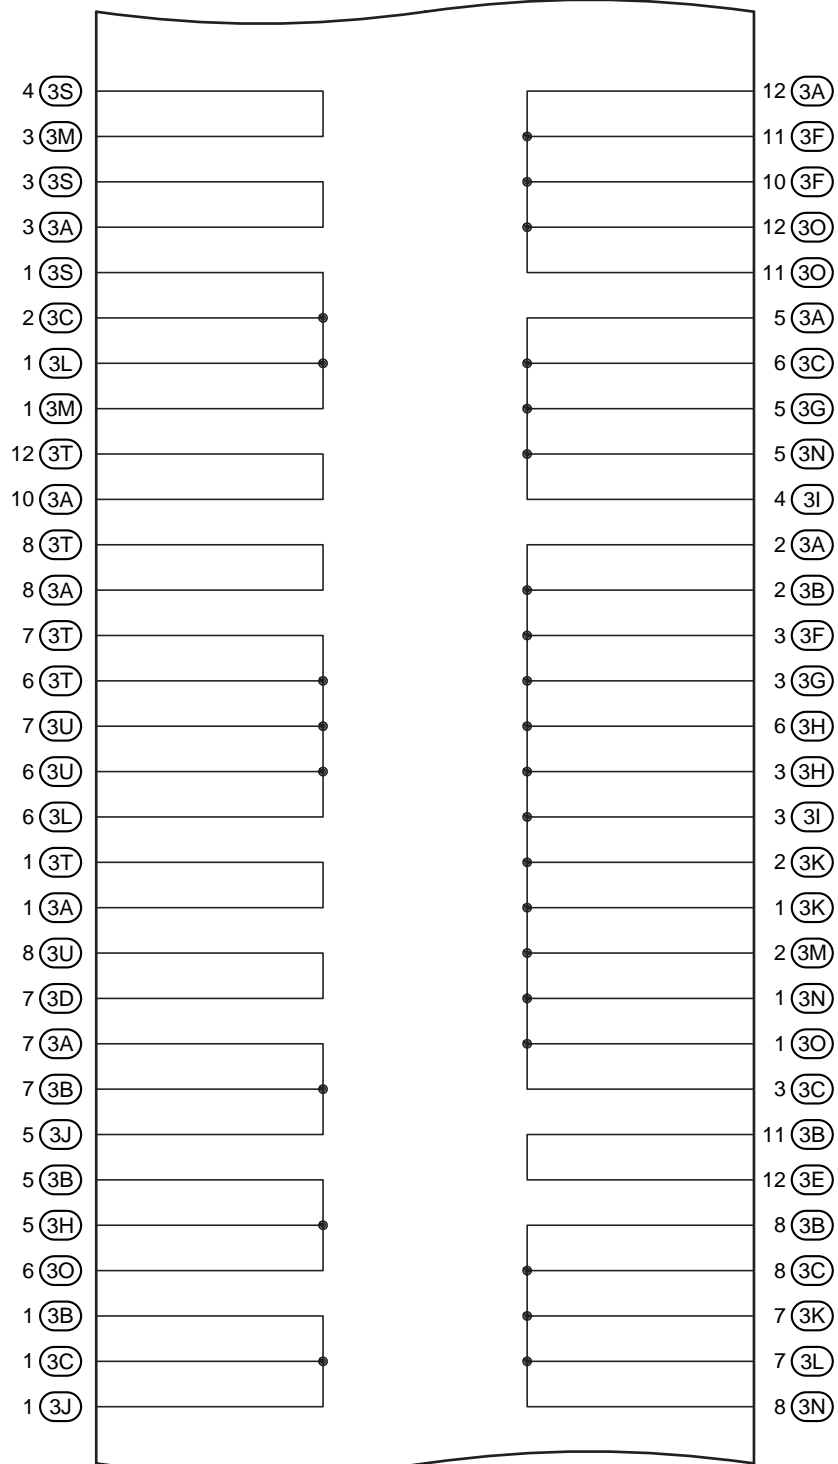 4 3S 12 3A
3 3M 11 3F
3 3S 10 3F
3 3A 12 3O
1 3S 11 3O
2 3C 5 3A
1 3L 6 3C
1 3M 5 3G
12 3T 5 3N
10 3A 4 3I
8 3T 2 3A
8 3A 2 3B
7 3T 3 3F
6 3T 3 3G
7 3U 6 3H
6 3U 3 3H
6 3L 3 3I
1 3T 2 3K
1 3A 1 3K
8 3U 2 3M
7 3D 1 3N
7 3A 1 3O
7 3B 3 3C
5 3J 11 3B
5 3B 12 3E
5 3H 8 3B
6 3O 8 3C
1 3B 7 3K
1 3C 7 3L
1 3J 8 3N